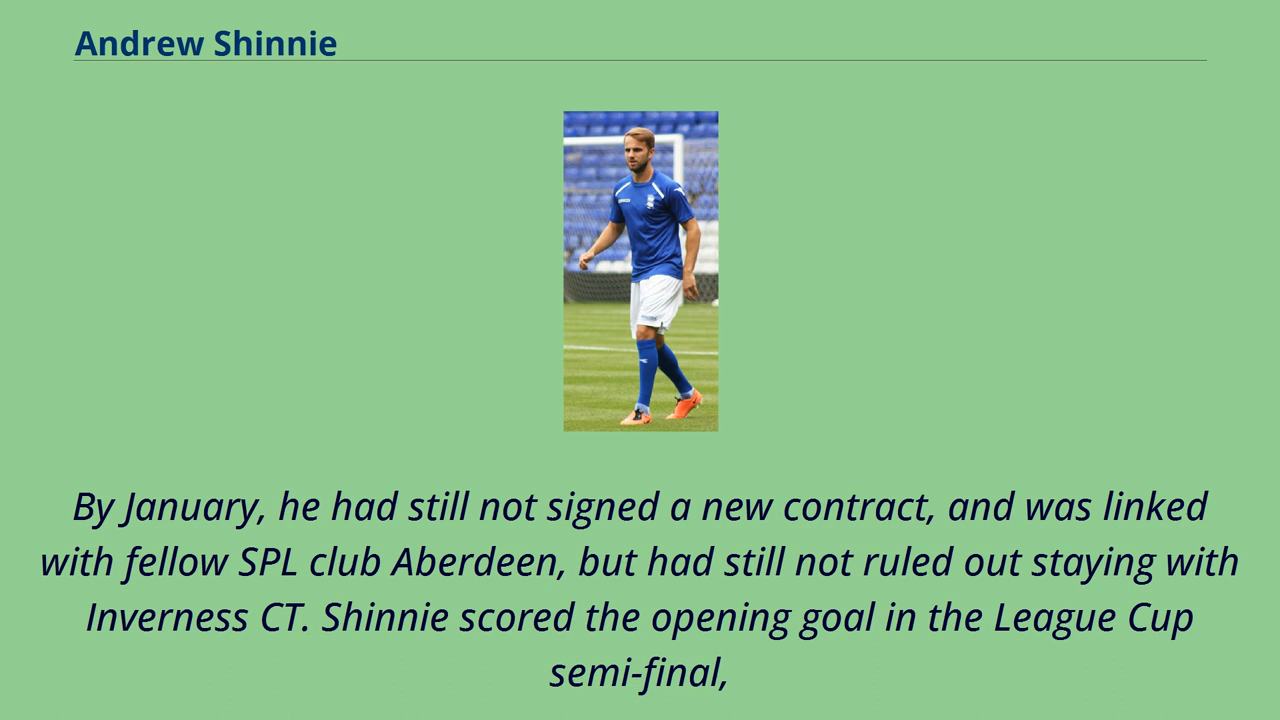 Andrew Shinnie
By January, he had still not signed a new contract, and was linked
with fellow SPL club Aberdeen, but had still not ruled out staying with
Inverness CT. Shinnie scored the opening goal in the League Cup
semi-final,